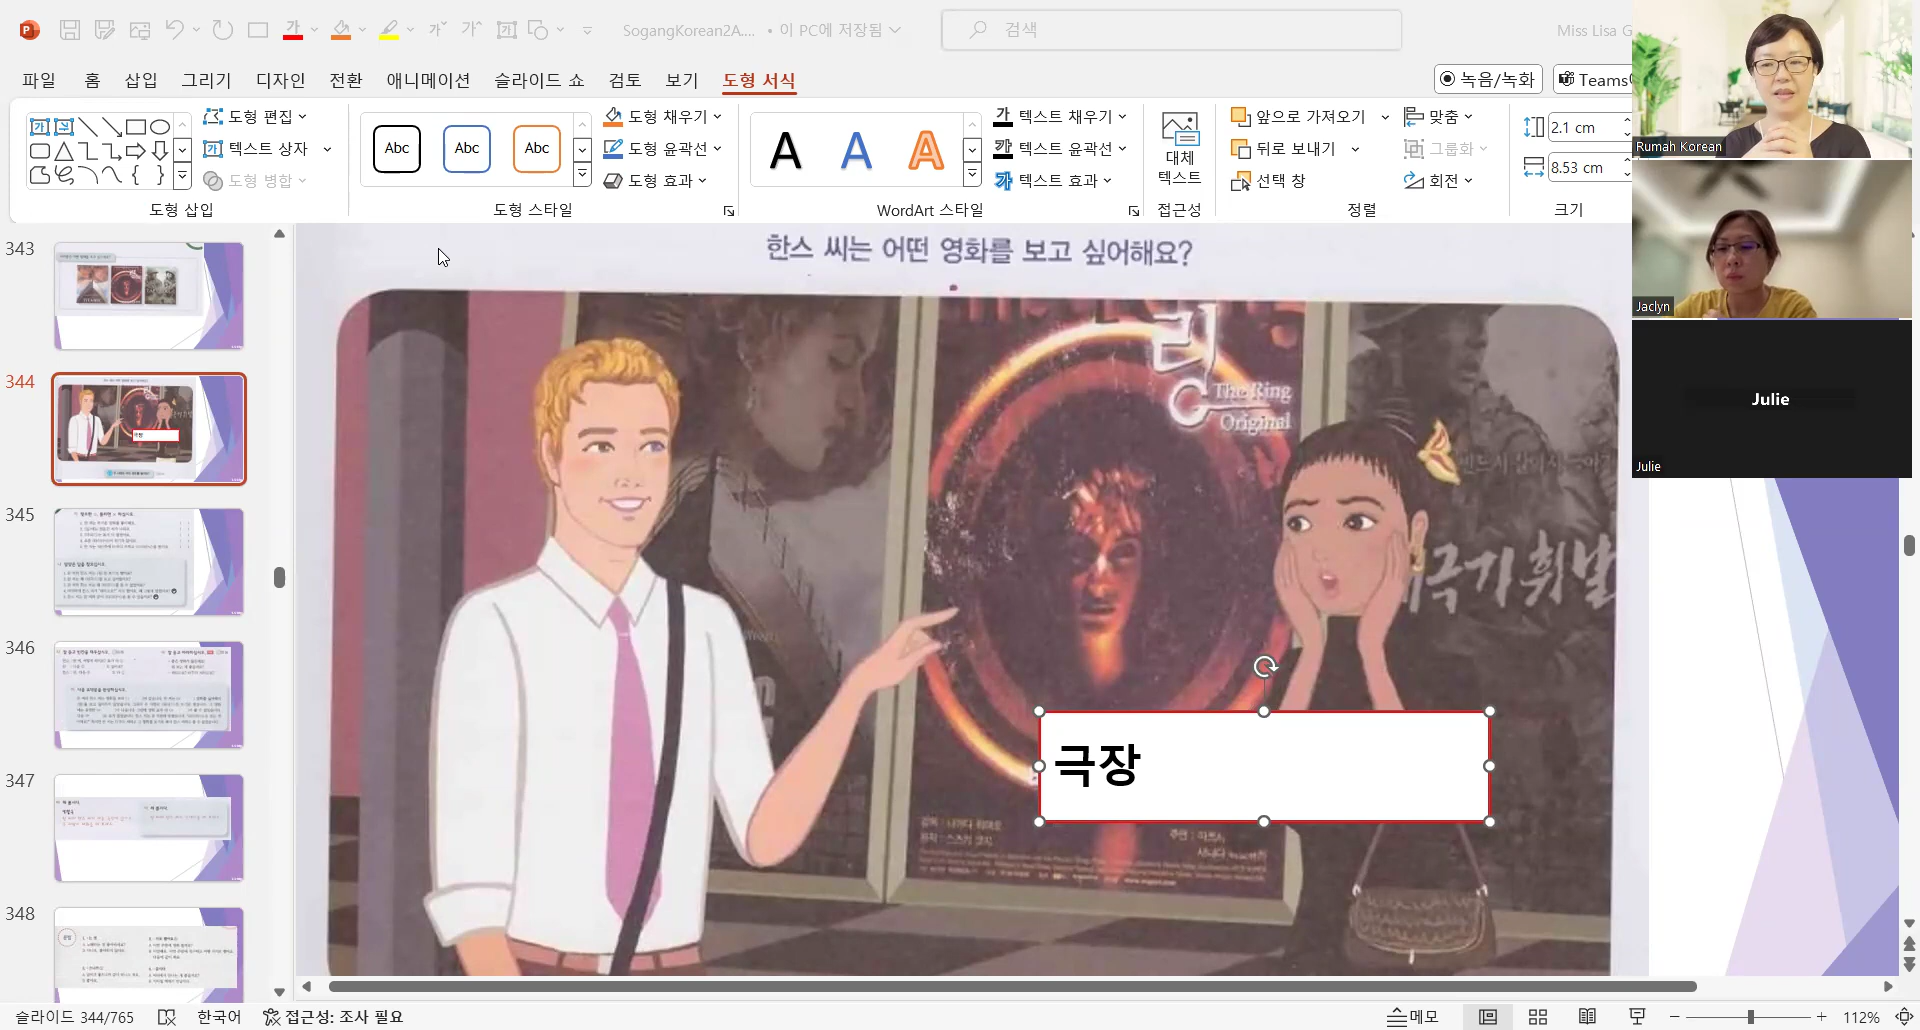 SogangKorean2A.... • 이 PC에 저장됨
검색
Miss Lisa G
파일 홈 삽입 그리기 디자인 전환 애니메이션 슬라이드 쇼 검토 보기 도형 서식
녹음/녹화 Teams
도형 편집
텍스트 상자
도형 병합
도형 삽입
Abc Abc Abc
도형 채우기
도형 윤곽선
도형 효과
도형 스타일
A A A
텍스트 채우기
텍스트 윤곽선
텍스트 효과
WordArt 스타일
대체
텍스트
접근성
앞으로 가져오기
뒤로 보내기
선택 창
맞춤
그룹화
회전
정렬
2.1 cm
8.53 cm
크기
Rumah Korean
Jaclyn
Julie
Julie
343
344
345
346
347
348
한스 씨는 어떤 영화를 보고 싶어해요?
링
The Ring
Original
극기 휘날
극장
슬라이드 344/765 한국어 접근성: 조사 필요
메모
112%